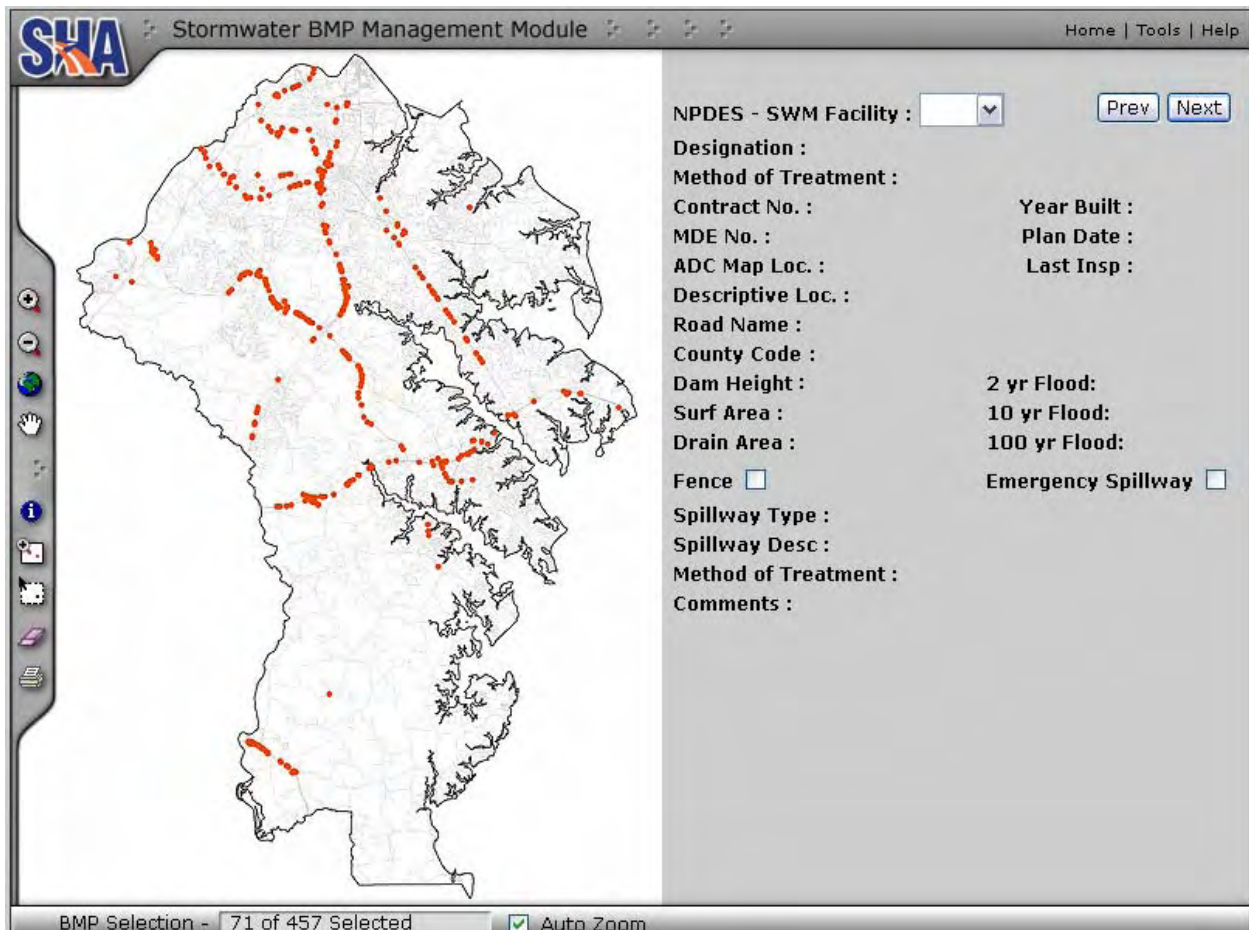 SHA Stormwater BMP Management Module Home | Tools | Help
NPDES - SWM Facility : Prev Next
Designation :
Method of Treatment :
Contract No. : Year Built :
MDE No. : Plan Date :
ADC Map Loc. : Last Insp :
Descriptive Loc. :
Road Name :
County Code :
Dam Height : 2 yr Flood:
Surf Area : 10 yr Flood:
Drain Area : 100 yr Flood:
Fence Emergency Spillway
Spillway Type :
Spillway Desc :
Method of Treatment :
Comments :
BMP Selection - 71 of 457 Selected Auto Zoom